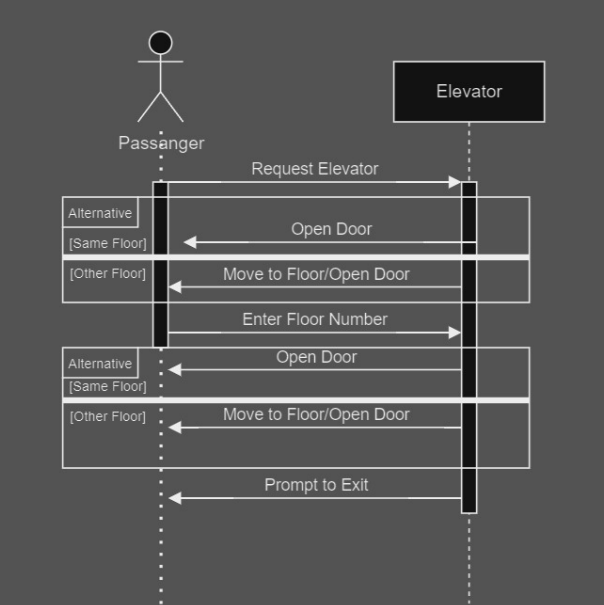 Elevator
Passanger
Request Elevator
Alternative
Open Door
[Same Floor]
[Other Floor]
Move to Floor/Open Door
Enter Floor Number
Open Door
Alternative
[Same Floor]
[Other Floor]
Move to Floor/Open Door
Prompt to Exit